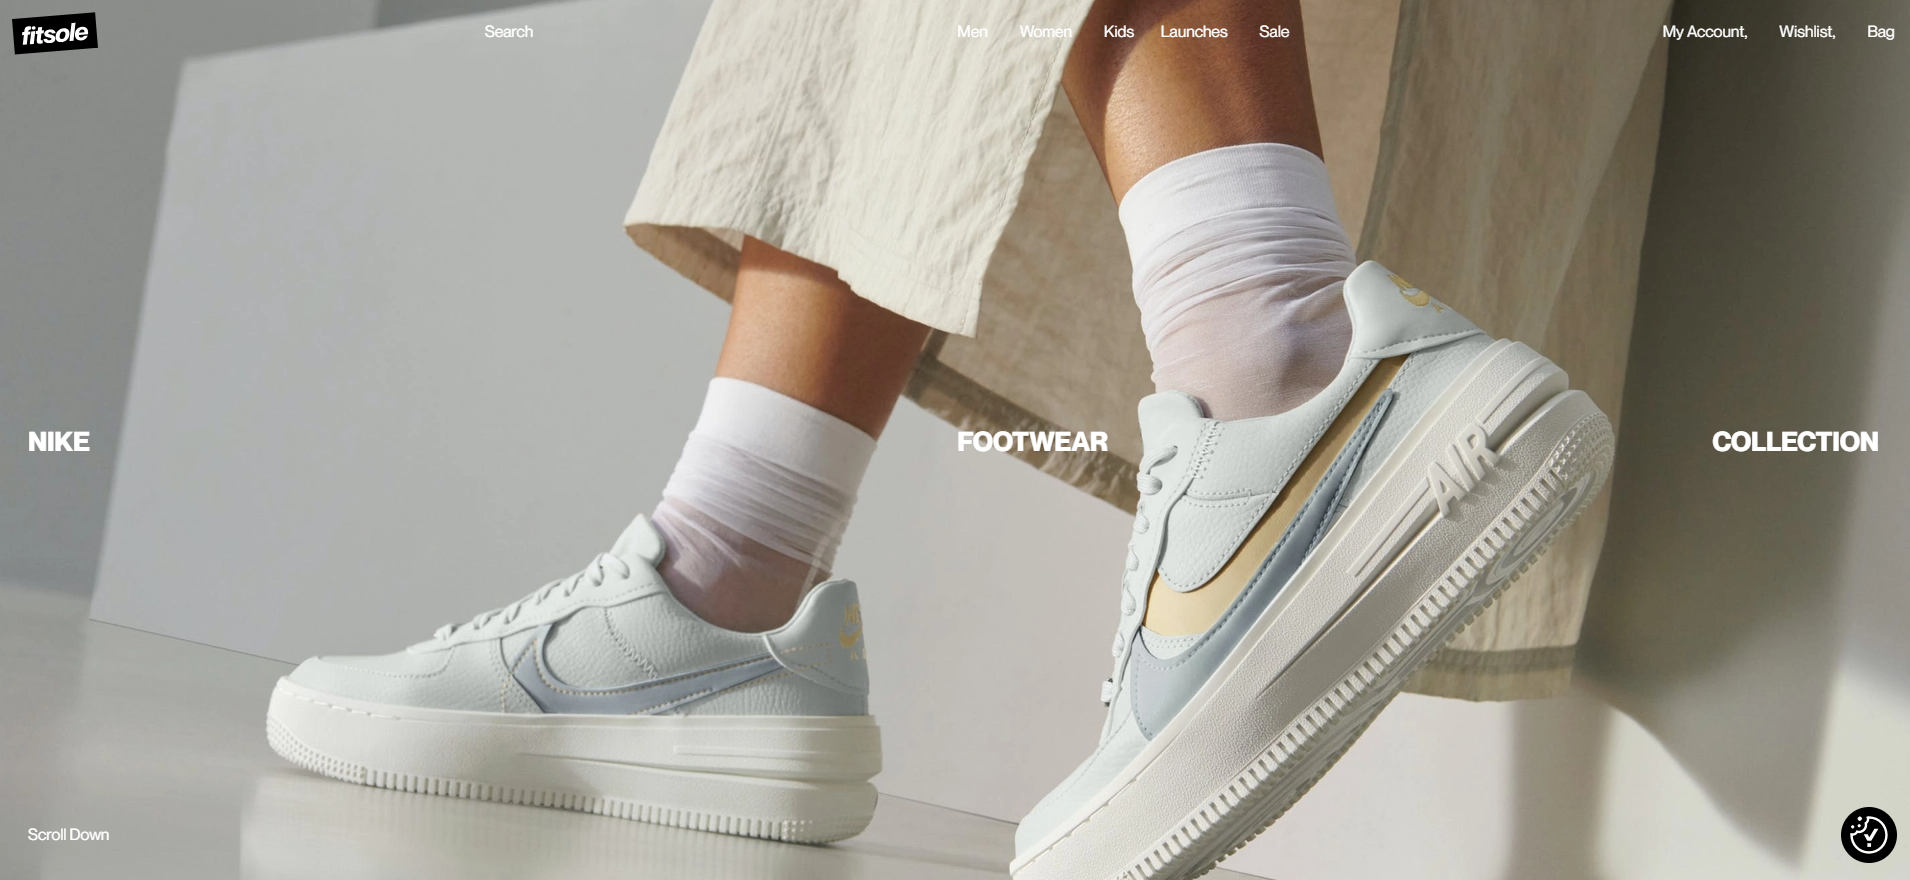 fitsole
Search
Men Women Kids Launches Sale
My Account, Wishlist, Bag
NIKE FOOTWEAR COLLECTION
AIR
Scroll Down